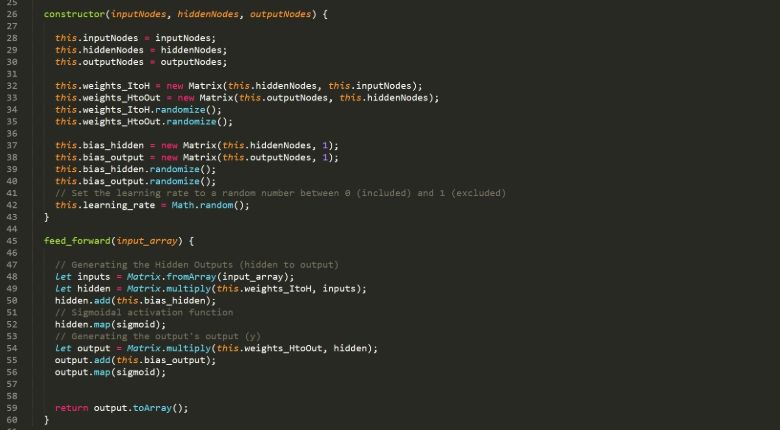 25
26 constructor(inputNodes, hiddenNodes, outputNodes) {
27
28 this.inputNodes = inputNodes;
29 this.hiddenNodes = hiddenNodes;
30 this.outputNodes = outputNodes;
31
32 this.weights_ItoH = new Matrix(this.hiddenNodes, this.inputNodes);
33 this.weights_HtoOut = new Matrix(this.outputNodes, this.hiddenNodes);
34 this.weights_ItoH.randomize();
35 this.weights_HtoOut.randomize();
36
37 this.bias_hidden = new Matrix(this.hiddenNodes, 1);
38 this.bias_output = new Matrix(this.outputNodes, 1);
39 this.bias_hidden.randomize();
40 this.bias_output.randomize();
41 // Set the learning rate to a random number between 0 (included) and 1 (excluded)
42 this.learning_rate = Math.random();
43 }
44
45 feed_forward(input_array) {
46
47 // Generating the Hidden Outputs (hidden to output)
48 let inputs = Matrix.fromArray(input_array);
49 let hidden = Matrix.multiply(this.weights_ItoH, inputs);
50 hidden.add(this.bias_hidden);
51 // Sigmoidal activation function
52 hidden.map(sigmoid);
53 // Generating the output's output (y)
54 let output = Matrix.multiply(this.weights_HtoOut, hidden);
55 output.add(this.bias_output);
56 output.map(sigmoid);
57
58
59 return output.toArray();
60 }